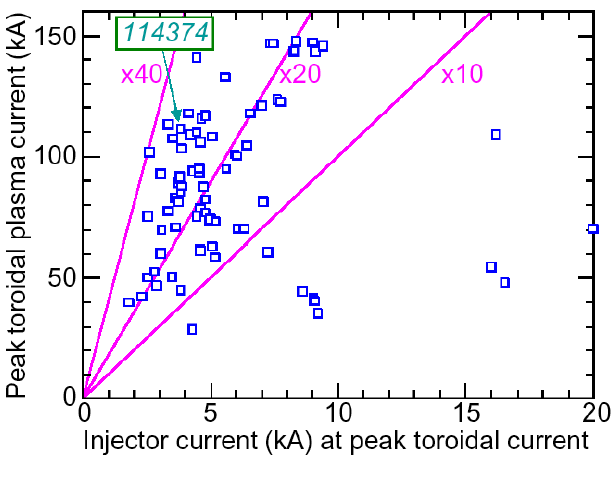 Peak toroidal plasma current (kA)
150
100
50
0
114374
x40
x20
x10
0 5 10 15 20
Injector current (kA) at peak toroidal current